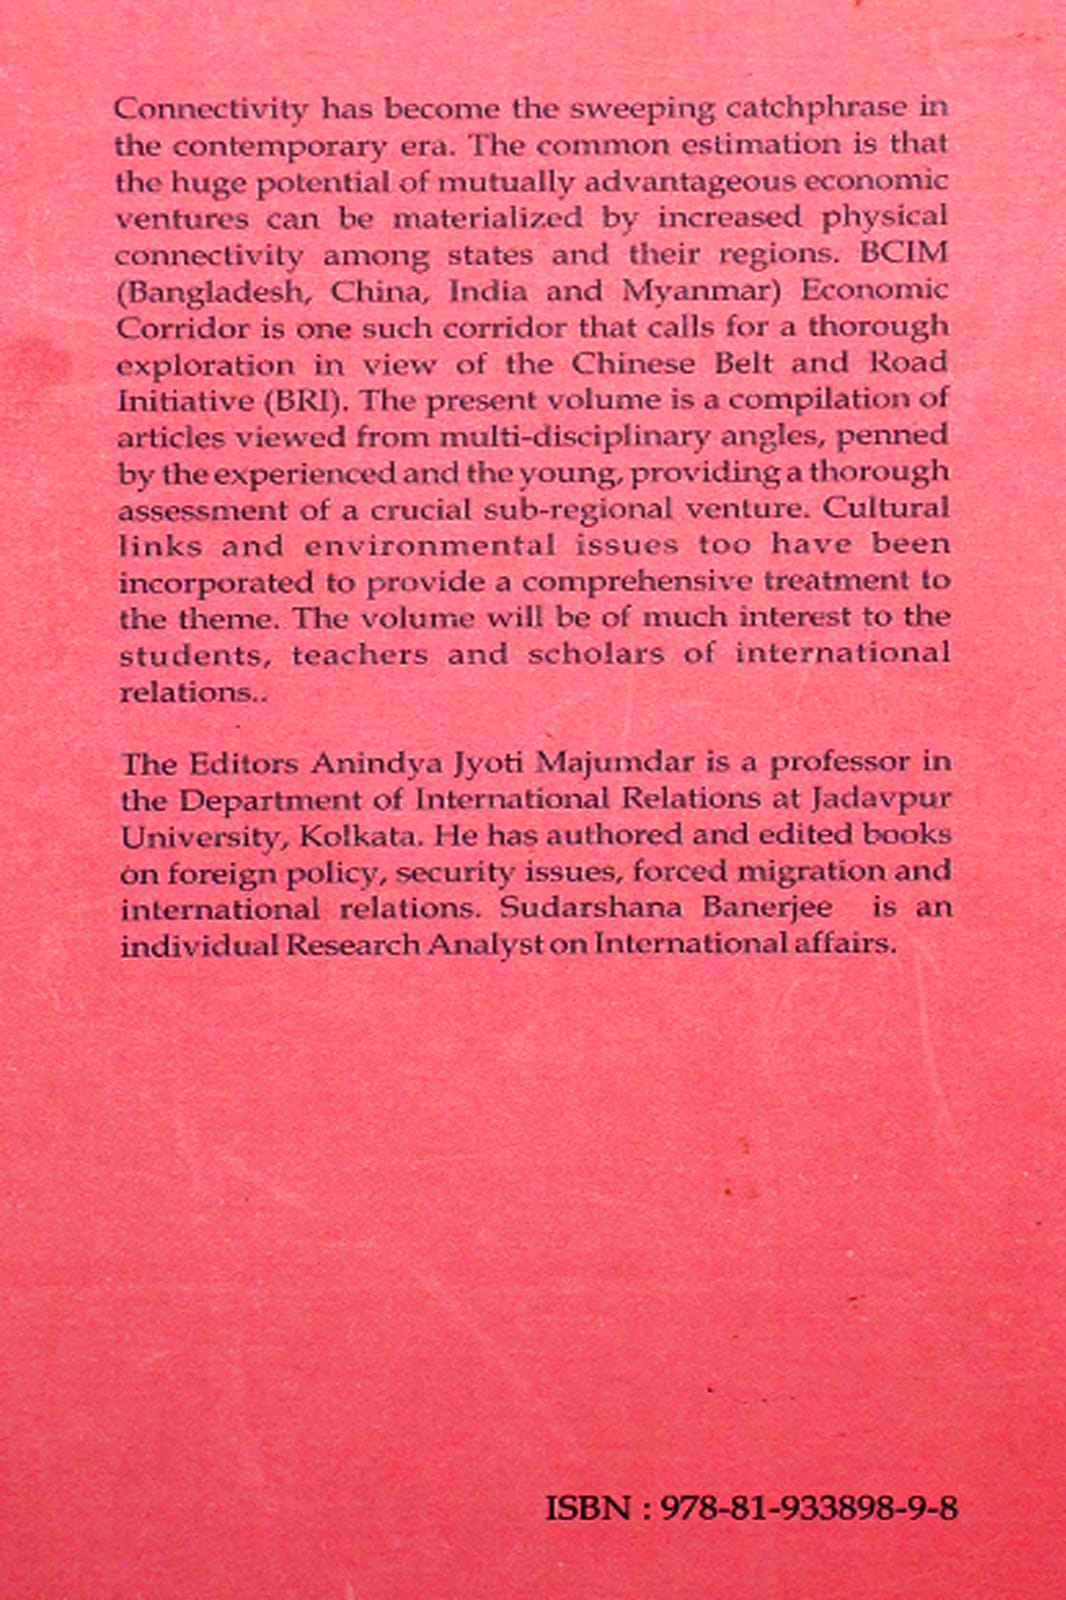 Connectivity has become the sweeping catchphrase in
the contemporary era. The common estimation is that
the huge potential of mutually advantageous economic
ventures can be materialized by increased physical
connectivity among states and their regions. BCIM
(Bangladesh, China, India and Myanmar) Economic
Corridor is one such corridor that calls for a thorough
exploration in view of the Chinese Belt and Road
Initiative (BRI). The present volume is a compilation of
articles viewed from multi-disciplinary angles, penned
by the experienced and the young, providing a thorough
assessment of a crucial sub-regional venture. Cultural
links and environmental issues too have been
incorporated to provide a comprehensive treatment to
the theme. The volume will be of much interest to the
students, teachers and scholars of international
relations..
The Editors Anindya Jyoti Majumdar is a professor in
the Department of International Relations at Jadavpur
University, Kolkata. He has authored and edited books
on foreign policy, security issues, forced migration and
international relations. Sudarshana Banerjee is an
individual Research Analyst on International affairs.
ISBN : 978-81-933898-9-8